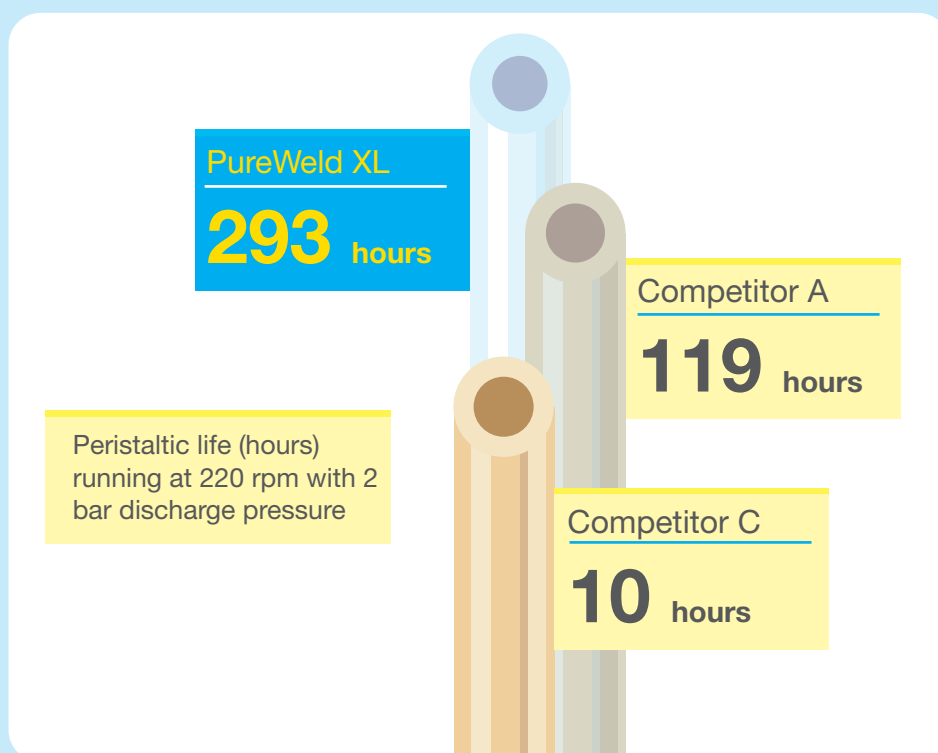 PureWeld XL
293 hours
Competitor A
119 hours
Peristaltic life (hours)
running at 220 rpm with 2
bar discharge pressure
Competitor C
10 hours